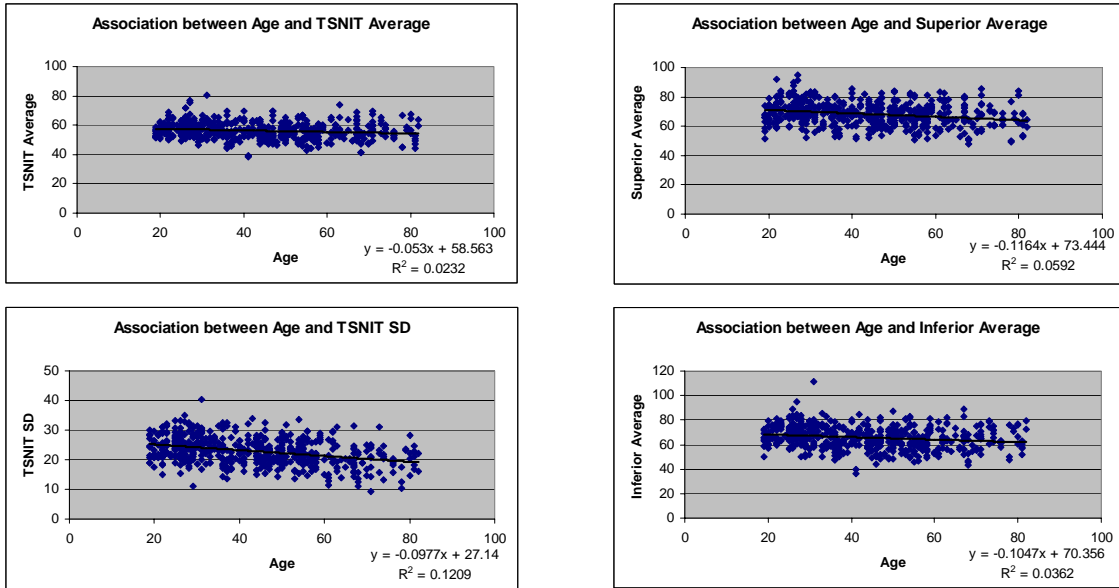 Association between Age and TSNIT Average
100
80
60
40
20
0
0 20 40 60 80 100
TSNIT Average
Age
y = -0.053x + 58.563
R² = 0.0232
Association between Age and Superior Average
100
80
60
40
20
0
0 20 40 60 80 100
Superior Average
Age
y = -0.1164x + 73.444
R² = 0.0592
Association between Age and TSNIT SD
50
40
30
20
10
0
0 20 40 60 80 100
TSNIT SD
Age
y = -0.0977x + 27.14
R² = 0.1209
Association between Age and Inferior Average
120
100
80
60
40
20
0
0 20 40 60 80 100
Inferior Average
Age
y = -0.1047x + 70.356
R² = 0.0362